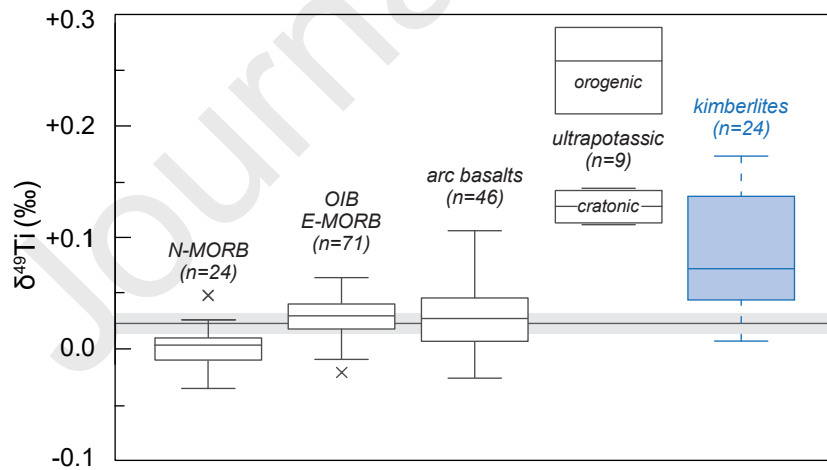 Journa
+0.3
+0.2
+0.1
0.0
-0.1
δ⁴⁹Ti (‰)
N-MORB
(n=24)
OIB
E-MORB
(n=71)
arc basalts
(n=46)
orogenic
ultrapotassic
(n=9)
cratonic
kimberlites
(n=24)